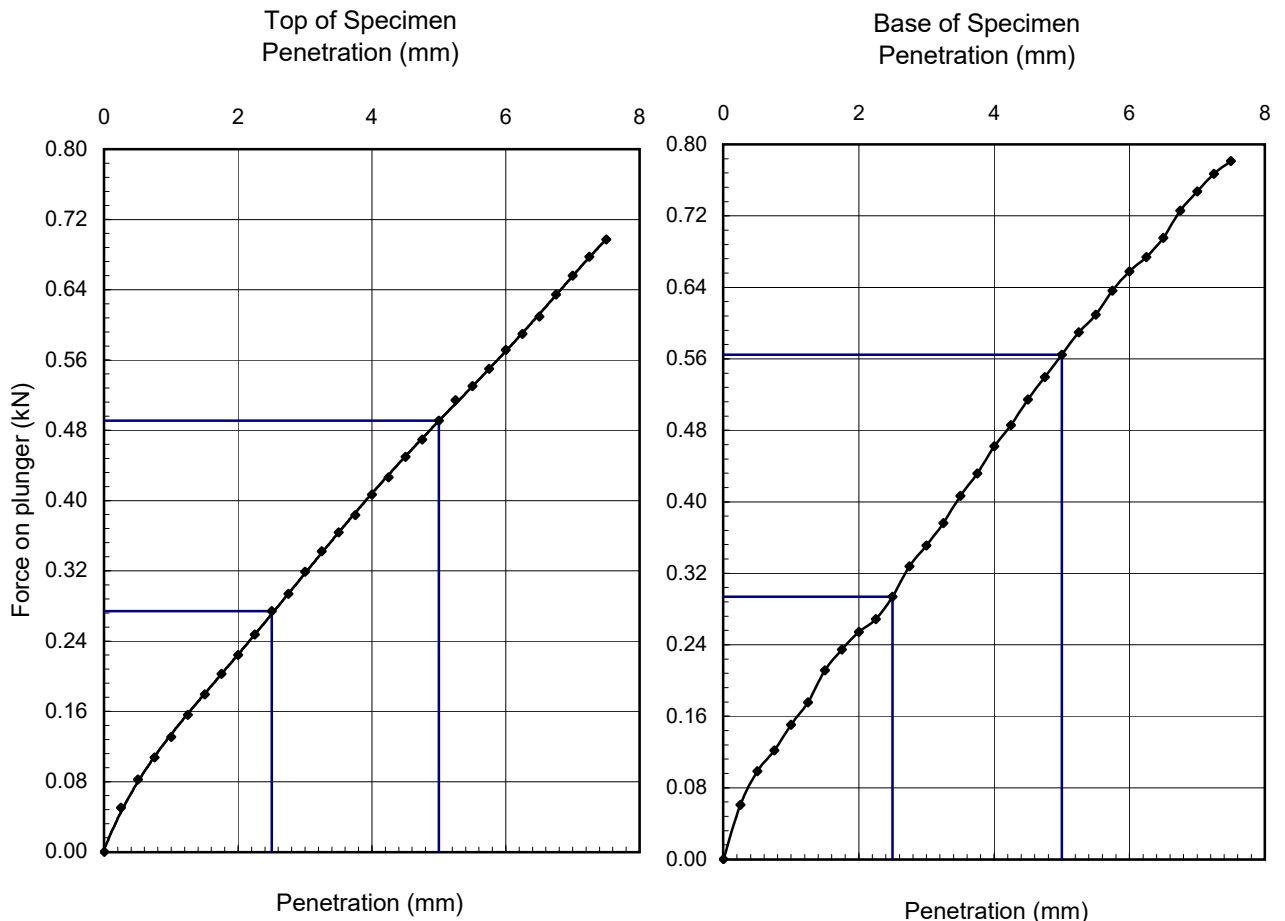 Top of Specimen
Penetration (mm)
0 2 4 6 8
0.80
0.72
0.64
0.56
0.48
0.40
0.32
0.24
0.16
0.08
0.00
Force on plunger (kN)
Penetration (mm)
Base of Specimen
Penetration (mm)
0 2 4 6 8
0.80
0.72
0.64
0.56
0.48
0.40
0.32
0.24
0.16
0.08
0.00
Penetration (mm)